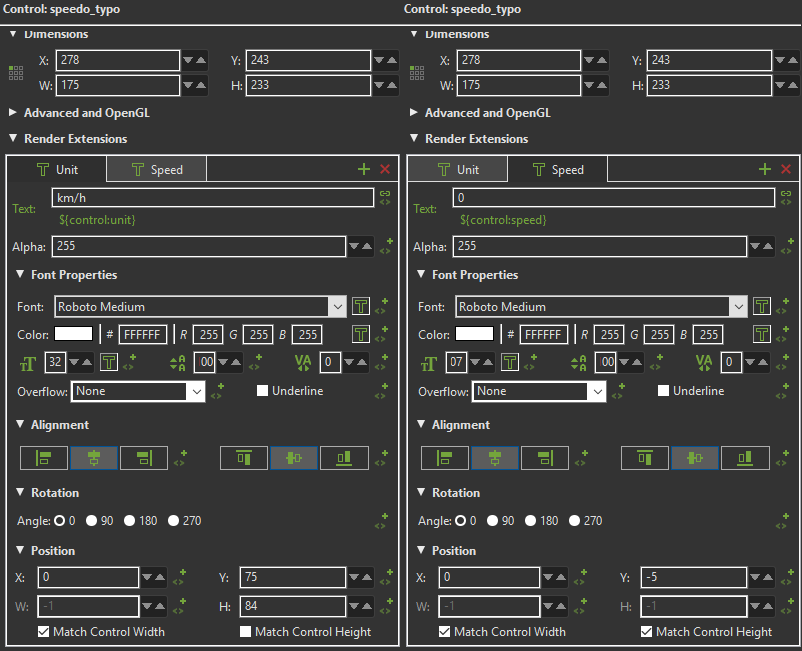 Control: speedo_typo
Dimensions
X: 278 Y: 243
W: 175 H: 233
Advanced and OpenGL
Render Extensions
Unit Speed
Text: km/h
${control:unit}
Alpha: 255
Font Properties
Font: Roboto Medium
Color: # FFFFFF R 255 G 255 B 255
32 00 VA 0
Overflow: None Underline
Alignment
Rotation
Angle: 0 90 180 270
Position
X: 0 Y: 75
W: -1 H: 84
Match Control Width Match Control Height
Control: speedo_typo
Dimensions
X: 278 Y: 243
W: 175 H: 233
Advanced and OpenGL
Render Extensions
Unit Speed
Text: 0
${control:speed}
Alpha: 255
Font Properties
Font: Roboto Medium
Color: # FFFFFF R 255 G 255 B 255
07 00 VA 0
Overflow: None Underline
Alignment
Rotation
Angle: 0 90 180 270
Position
X: 0 Y: -5
W: -1 H: -1
Match Control Width Match Control Height